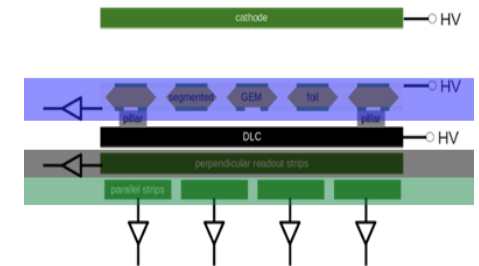 cathode
HV
HV
segmented GEM foil
pillar pillar
DLC
HV
perpendicular readout strips
parallel strips